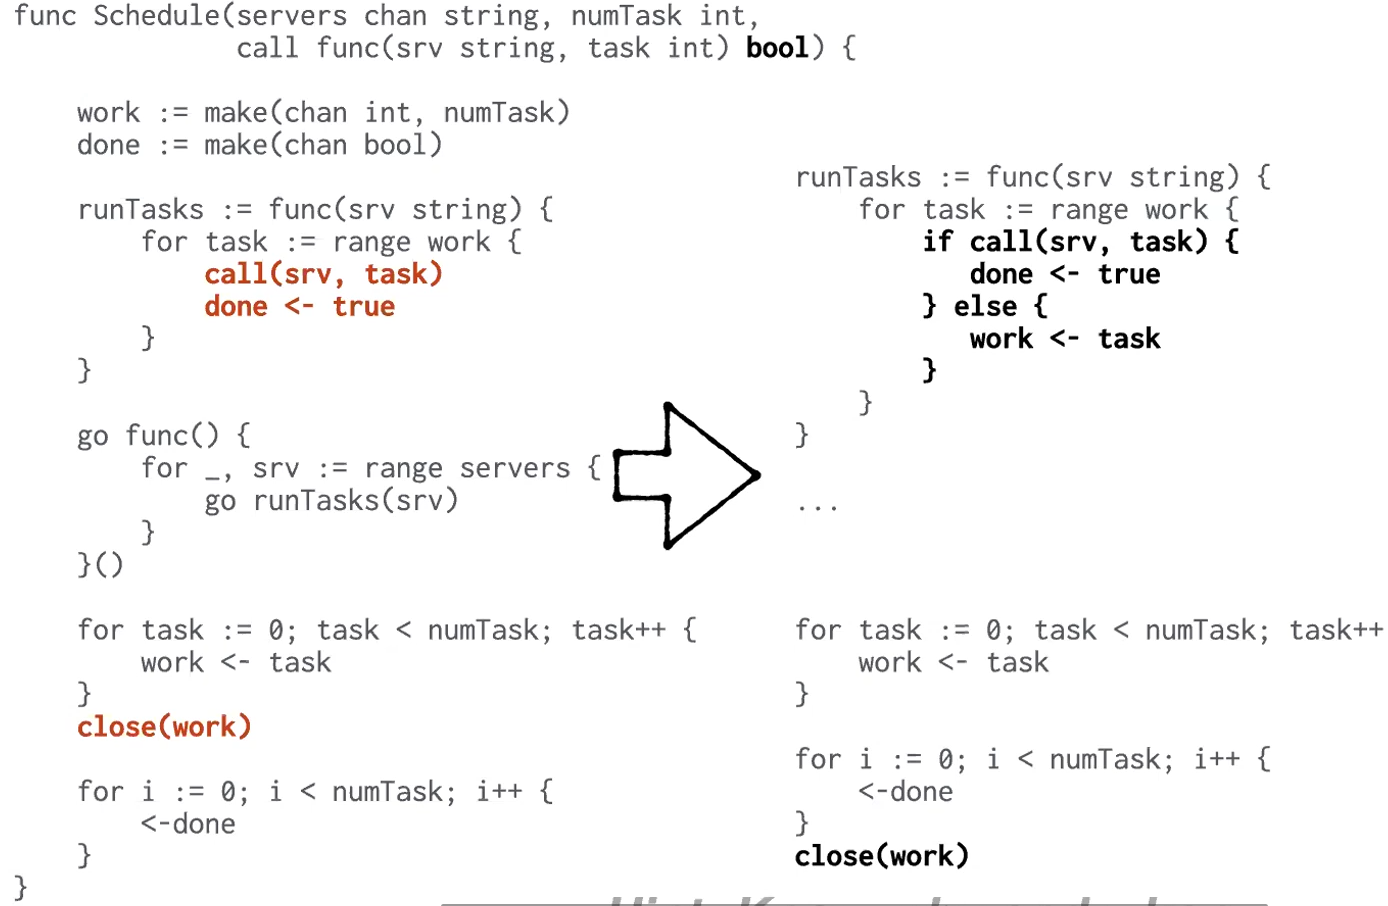 func Schedule(servers chan string, numTask int,
              call func(srv string, task int) bool) {
    work := make(chan int, numTask)
    done := make(chan bool)
    runTasks := func(srv string) {
        for task := range work {
            call(srv, task)
            done <- true
        }
    }
    go func() {
        for _, srv := range servers {
            go runTasks(srv)
        }
    }()
    for task := 0; task < numTask; task++ {
        work <- task
    }
    close(work)
    for i := 0; i < numTask; i++ {
        <-done
    }
}
runTasks := func(srv string) {
    for task := range work {
        if call(srv, task) {
           done <- true
        } else {
           work <- task
        }
    }
}
...
for task := 0; task < numTask; task++
    work <- task
}
for i := 0; i < numTask; i++ {
    <-done
}
close(work)